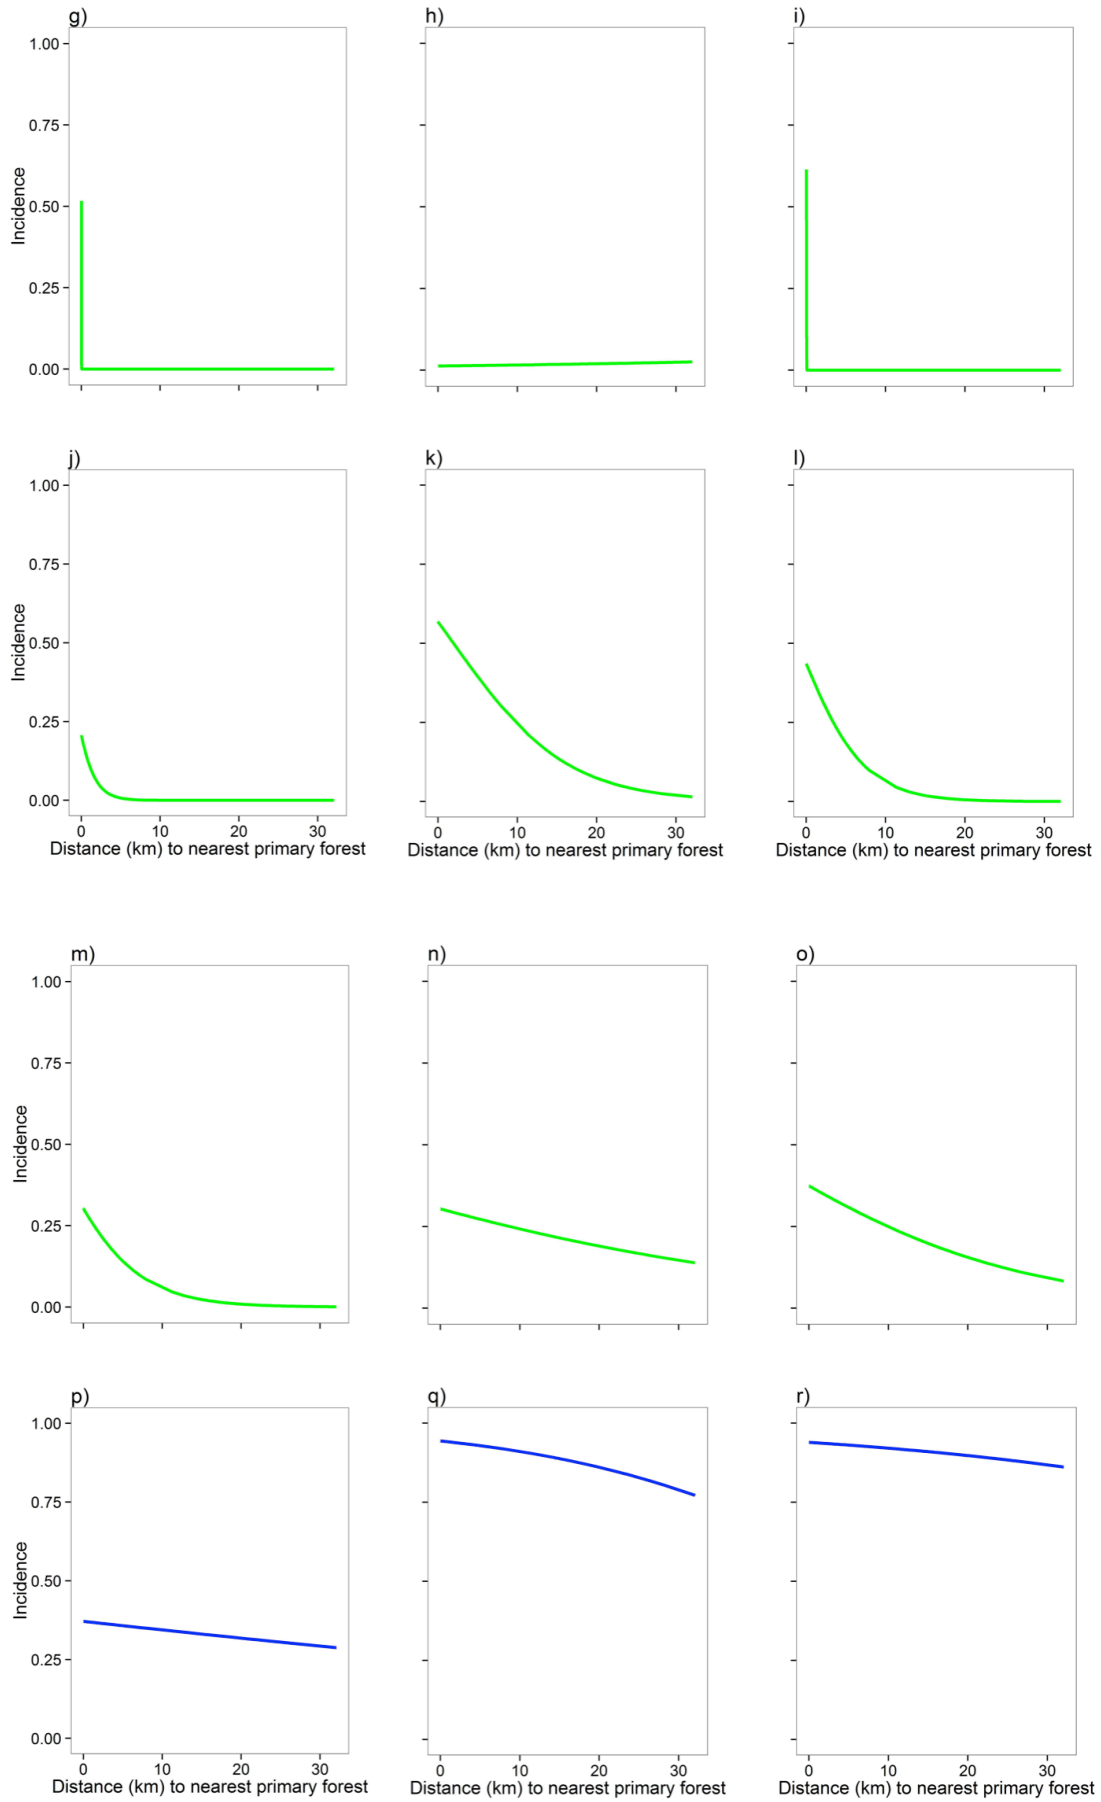 g) h) i)
1.00
0.75
0.50
0.25
0.00
Incidence
j) k) l)
1.00
0.75
0.50
0.25
0.00
Incidence
0 10 20 30 0 10 20 30 0 10 20 30
Distance (km) to nearest primary forest Distance (km) to nearest primary forest Distance (km) to nearest primary forest
m) n) o)
1.00
0.75
0.50
0.25
0.00
Incidence
p) q) r)
1.00
0.75
0.50
0.25
0.00
Incidence
0 10 20 30 0 10 20 30 0 10 20 30
Distance (km) to nearest primary forest Distance (km) to nearest primary forest Distance (km) to nearest primary forest